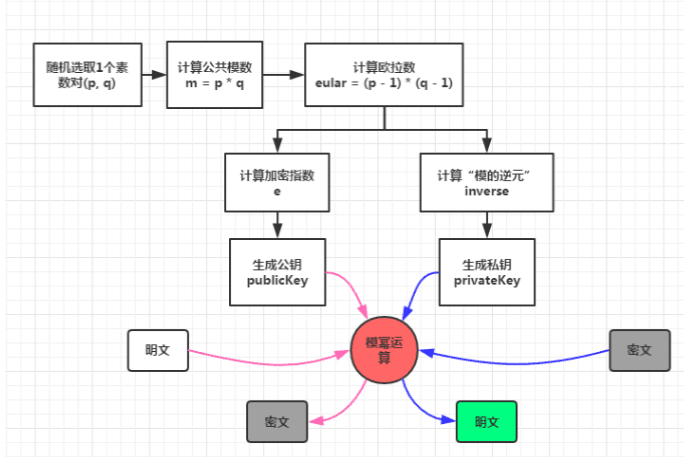 随机选取1个素
数对(p, q)
计算公共模数
m = p * q
计算欧拉数
eular = (p - 1) * (q - 1)
计算加密指数
e
计算“模的逆元”
inverse
生成公钥
publicKey
生成私钥
privateKey
模幂运
算
明文
密文
密文
明文